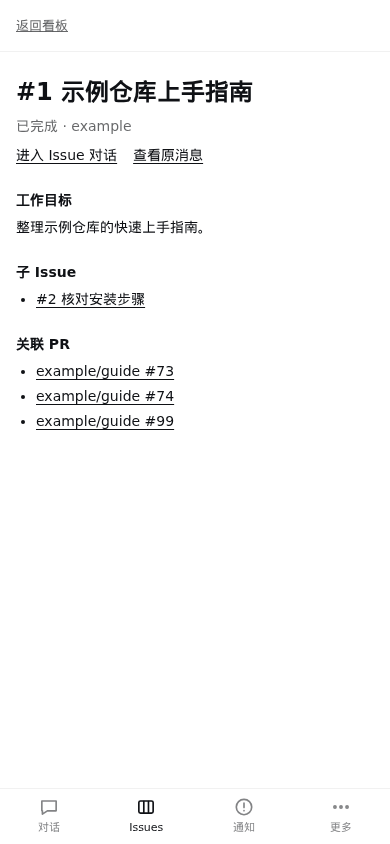 返回看板
#1 示例仓库上手指南
已完成 · example
进入 Issue 对话 查看原消息
工作目标
整理示例仓库的快速上手指南。
子 Issue
• #2 核对安装步骤
关联 PR
• example/guide #73
• example/guide #74
• example/guide #99
对话 Issues 通知 更多